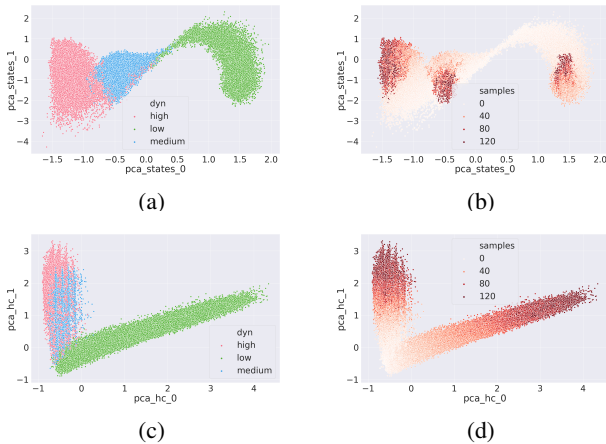 2
1
0
−1
−2
−3
−4
pca_states_1
dyn
high
low
medium
−1.5 −1.0 −0.5 0.0 0.5 1.0 1.5 2.0
pca_states_0
(a)
2
1
0
−1
−2
−3
−4
pca_states_1
samples
0
40
80
120
−1.5 −1.0 −0.5 0.0 0.5 1.0 1.5 2.0
pca_states_0
(b)
3
2
1
0
−1
pca_hc_1
dyn
high
low
medium
−1 0 1 2 3 4
pca_hc_0
(c)
3
2
1
0
−1
pca_hc_1
samples
0
40
80
120
−1 0 1 2 3 4
pca_hc_0
(d)